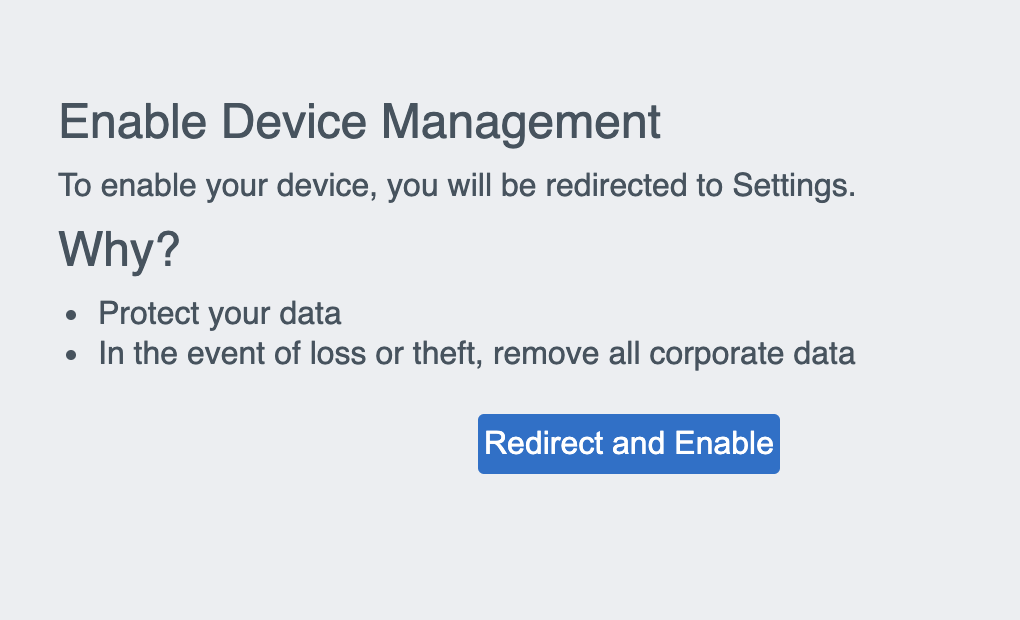 Enable Device Management
To enable your device, you will be redirected to Settings.
Why?
• Protect your data
• In the event of loss or theft, remove all corporate data
Redirect and Enable